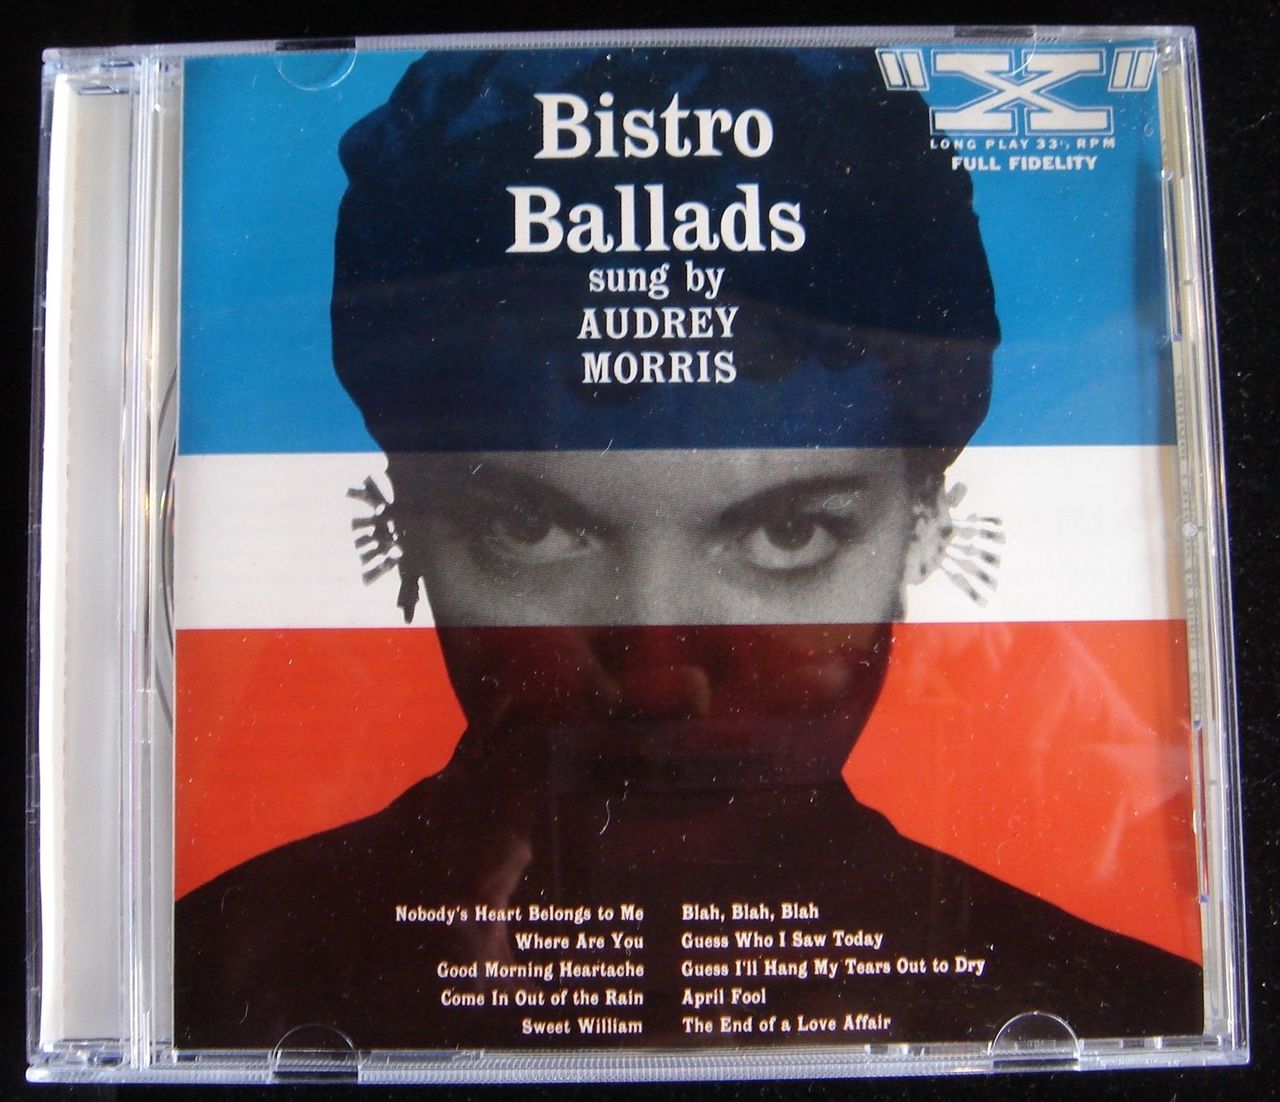 Bistro
Ballads
sung by
AUDREY
MORRIS
"X"
LONG PLAY 33⅓ RPM
FULL FIDELITY
Nobody's Heart Belongs to Me
Where Are You
Good Morning Heartache
Come In Out of the Rain
Sweet William
Blah, Blah, Blah
Guess Who I Saw Today
Guess I'll Hang My Tears Out to Dry
April Fool
The End of a Love Affair